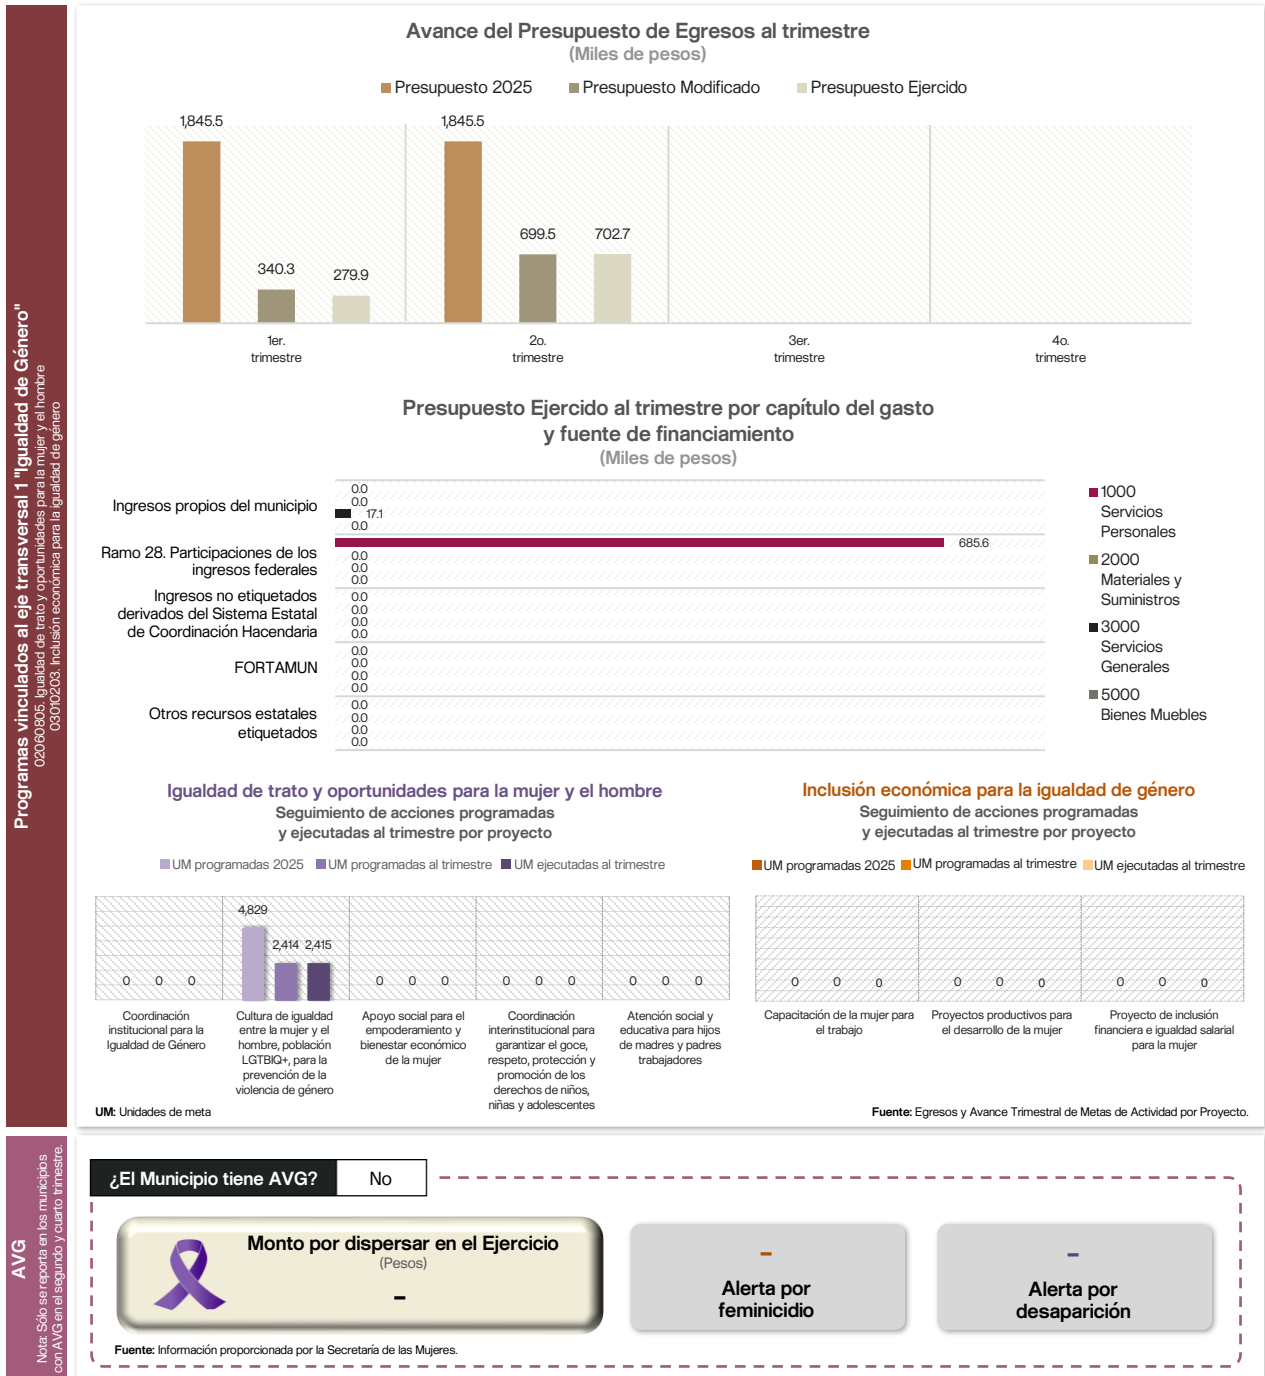 Programas vinculados al eje transversal 1 "Igualdad de Género"
02060805. Igualdad de trato y oportunidades para la mujer y el hombre
03010203. Inclusión económica para la igualdad de género
Avance del Presupuesto de Egresos al trimestre
(Miles de pesos)
Presupuesto 2025 Presupuesto Modificado Presupuesto Ejercido
1,845.5 340.3 279.9
1,845.5 699.5 702.7
1er. trimestre
2o. trimestre
3er. trimestre
4o. trimestre
Presupuesto Ejercido al trimestre por capítulo del gasto
y fuente de financiamiento
(Miles de pesos)
Ingresos propios del municipio
0.0
0.0
17.1
0.0
Ramo 28. Participaciones de los
ingresos federales
685.6
0.0
0.0
0.0
Ingresos no etiquetados
derivados del Sistema Estatal
de Coordinación Hacendaria
0.0
0.0
0.0
0.0
FORTAMUN
0.0
0.0
0.0
0.0
Otros recursos estatales
etiquetados
0.0
0.0
0.0
0.0
1000
Servicios
Personales
2000
Materiales y
Suministros
3000
Servicios
Generales
5000
Bienes Muebles
Igualdad de trato y oportunidades para la mujer y el hombre
Seguimiento de acciones programadas
y ejecutadas al trimestre por proyecto
UM programadas 2025 UM programadas al trimestre UM ejecutadas al trimestre
0 0 0
4,829 2,414 2,415
0 0 0
0 0 0
0 0 0
Coordinación
institucional para la
Igualdad de Género
Cultura de igualdad
entre la mujer y el
hombre, población
LGTBIQ+, para la
prevención de la
violencia de género
Apoyo social para el
empoderamiento y
bienestar económico
de la mujer
Coordinación
interinstitucional para
garantizar el goce,
respeto, protección y
promoción de los
derechos de niños,
niñas y adolescentes
Atención social y
educativa para hijos
de madres y padres
trabajadores
UM: Unidades de meta
Inclusión económica para la igualdad de género
Seguimiento de acciones programadas
y ejecutadas al trimestre por proyecto
UM programadas 2025 UM programadas al trimestre UM ejecutadas al trimestre
0 0 0
0 0 0
0 0 0
Capacitación de la mujer para
el trabajo
Proyectos productivos para
el desarrollo de la mujer
Proyecto de inclusión
financiera e igualdad salarial
para la mujer
Fuente: Egresos y Avance Trimestral de Metas de Actividad por Proyecto.
AVG
Nota: Sólo se reporta en los municipios
con AVG en el segundo y cuarto trimestre.
¿El Municipio tiene AVG? No
Monto por dispersar en el Ejercicio
(Pesos)
-
-
Alerta por
feminicidio
-
Alerta por
desaparición
Fuente: Información proporcionada por la Secretaría de las Mujeres.